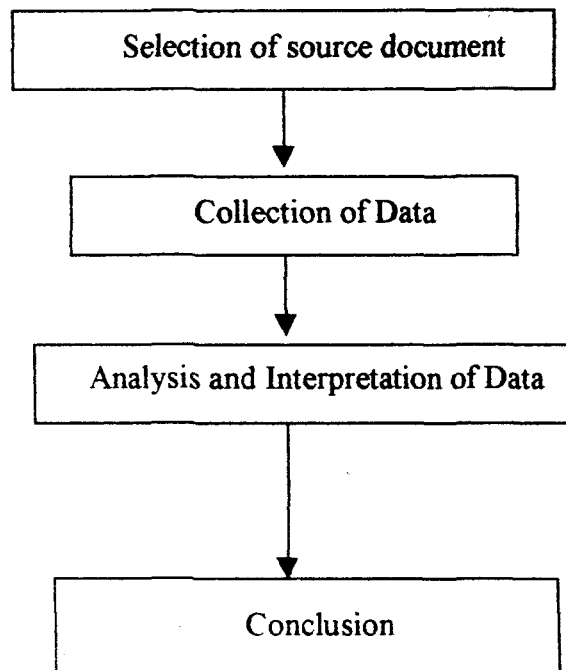 Selection of source document
Collection of Data
Analysis and Interpretation of Data
Conclusion